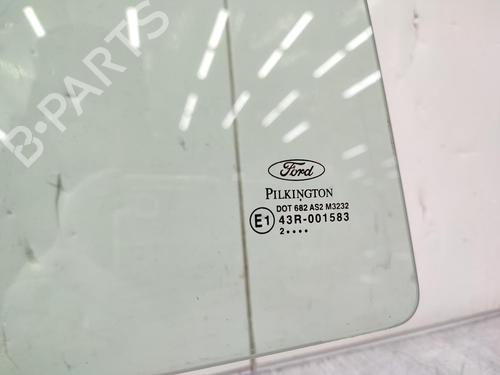 B-PARTS
Ford
PILKINGTON
DOT 682 AS2 M3232
E1 43R-001583
2••••